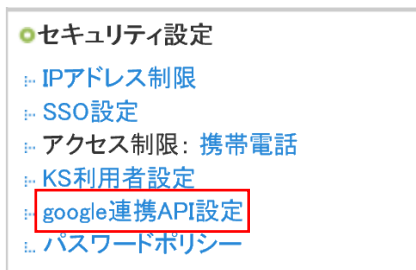 セキュリティ設定
IPアドレス制限
SSO設定
アクセス制限：携帯電話
KS利用者設定
google連携API設定
パスワードポリシー